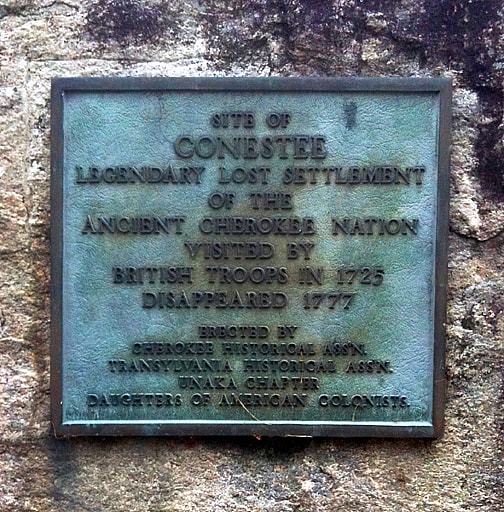 SITE OF
CONESTEE
LEGENDARY LOST SETTLEMENT
OF THE
ANCIENT CHEROKEE NATION
VISITED BY
BRITISH TROOPS IN 1725
DISAPPEARED 1777
ERECTED BY
CHEROKEE HISTORICAL ASS'N.
TRANSYLVANIA HISTORICAL ASS'N.
UNAKA CHAPTER
DAUGHTERS OF AMERICAN COLONISTS.